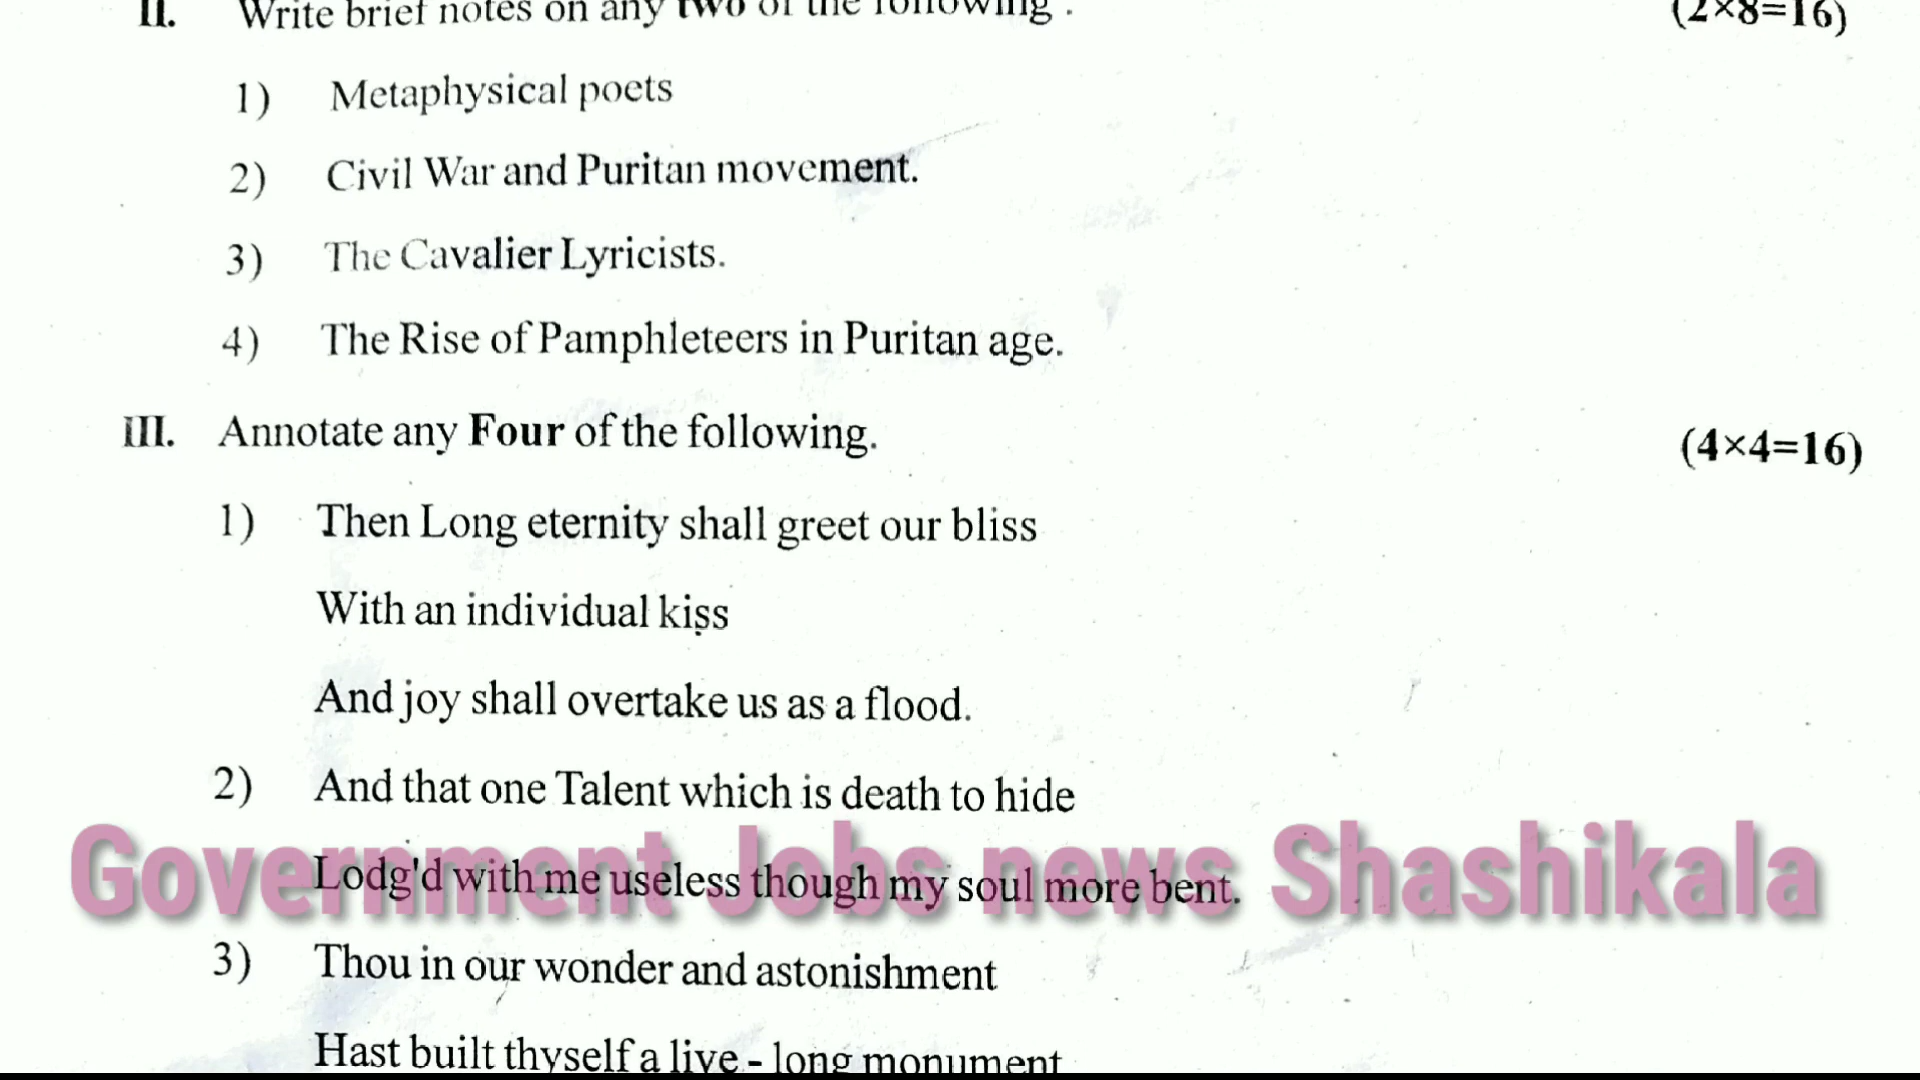 II. Write brief notes on any two of the following : (2×8=16)
1) Metaphysical poets
2) Civil War and Puritan movement.
3) The Cavalier Lyricists.
4) The Rise of Pamphleteers in Puritan age.
III. Annotate any Four of the following. (4×4=16)
1) Then Long eternity shall greet our bliss
With an individual kiss
And joy shall overtake us as a flood.
2) And that one Talent which is death to hide
Government Jobs news Shashikala
Lodg'd with me useless though my soul more bent.
3) Thou in our wonder and astonishment
Hast built thyself a live - long monument